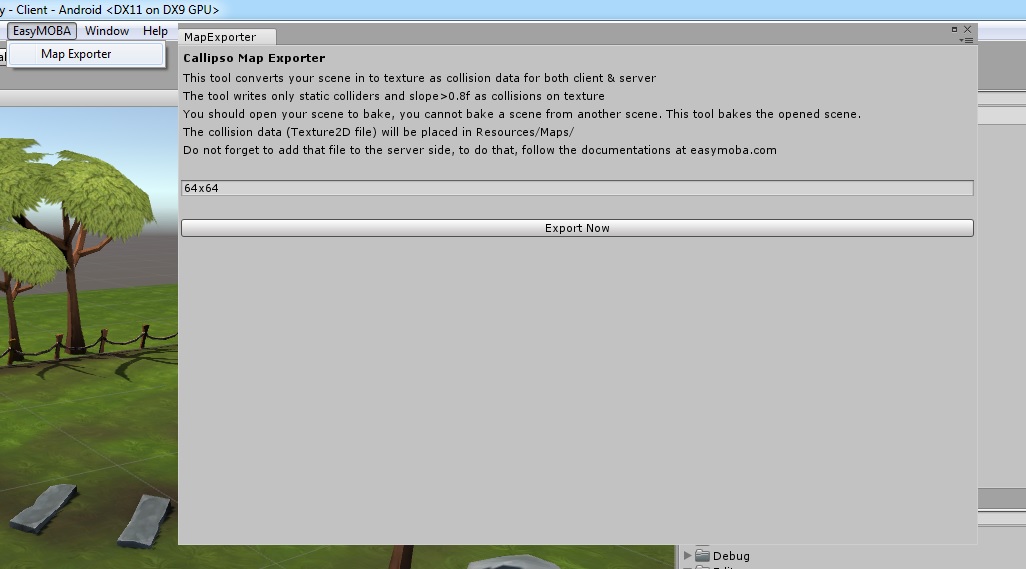 y - Client - Android <DX11 on DX9 GPU>
EasyMOBA Window Help
Map Exporter
MapExporter
Callipso Map Exporter
This tool converts your scene in to texture as collision data for both client & server
The tool writes only static colliders and slope>0.8f as collisions on texture
You should open your scene to bake, you cannot bake a scene from another scene. This tool bakes the opened scene.
The collision data (Texture2D file) will be placed in Resources/Maps/
Do not forget to add that file to the server side, to do that, follow the documentations at easymoba.com
64x64
Export Now
Debug